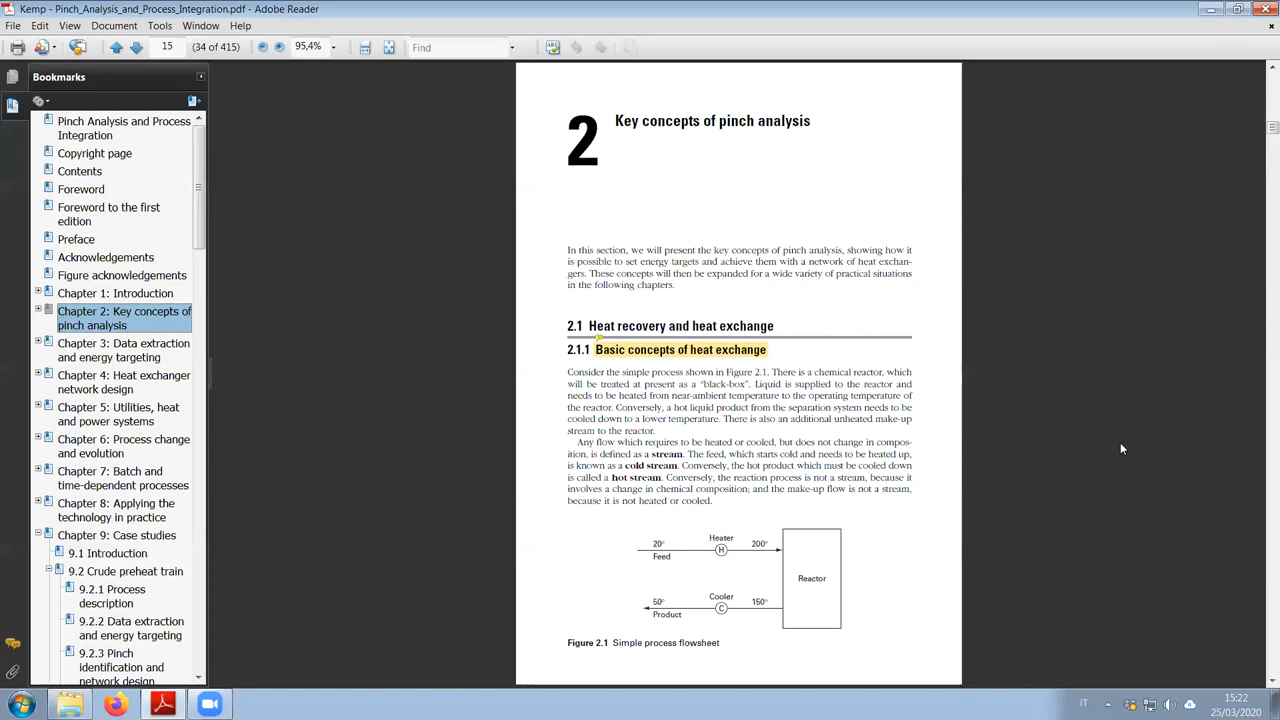 Kemp - Pinch_Analysis_and_Process_Integration.pdf - Adobe Reader
File Edit View Document Tools Window Help
15 (34 of 415) 95,4% Find
Bookmarks
Pinch Analysis and Process
Integration
Copyright page
Contents
Foreword
Foreword to the first
edition
Preface
Acknowledgements
Figure acknowledgements
Chapter 1: Introduction
Chapter 2: Key concepts of
pinch analysis
Chapter 3: Data extraction
and energy targeting
Chapter 4: Heat exchanger
network design
Chapter 5: Utilities, heat
and power systems
Chapter 6: Process change
and evolution
Chapter 7: Batch and
time-dependent processes
Chapter 8: Applying the
technology in practice
Chapter 9: Case studies
9.1 Introduction
9.2 Crude preheat train
9.2.1 Process
description
9.2.2 Data extraction
and energy targeting
9.2.3 Pinch
identification and
network design
2 Key concepts of pinch analysis
In this section, we will present the key concepts of pinch analysis, showing how it
is possible to set energy targets and achieve them with a network of heat exchan-
gers. These concepts will then be expanded for a wide variety of practical situations
in the following chapters.
2.1 Heat recovery and heat exchange
2.1.1 Basic concepts of heat exchange
Consider the simple process shown in Figure 2.1. There is a chemical reactor, which
will be treated at present as a “black-box”. Liquid is supplied to the reactor and
needs to be heated from near-ambient temperature to the operating temperature of
the reactor. Conversely, a hot liquid product from the separation system needs to be
cooled down to a lower temperature. There is also an additional unheated make-up
stream to the reactor.
Any flow which requires to be heated or cooled, but does not change in compos-
ition, is defined as a stream. The feed, which starts cold and needs to be heated up,
is known as a cold stream. Conversely, the hot product which must be cooled down
is called a hot stream. Conversely, the reaction process is not a stream, because it
involves a change in chemical composition; and the make-up flow is not a stream,
because it is not heated or cooled.
Heater
20° H 200°
Feed
Reactor
Cooler
50° C 150°
Product
Figure 2.1 Simple process flowsheet
IT
15:22
25/03/2020